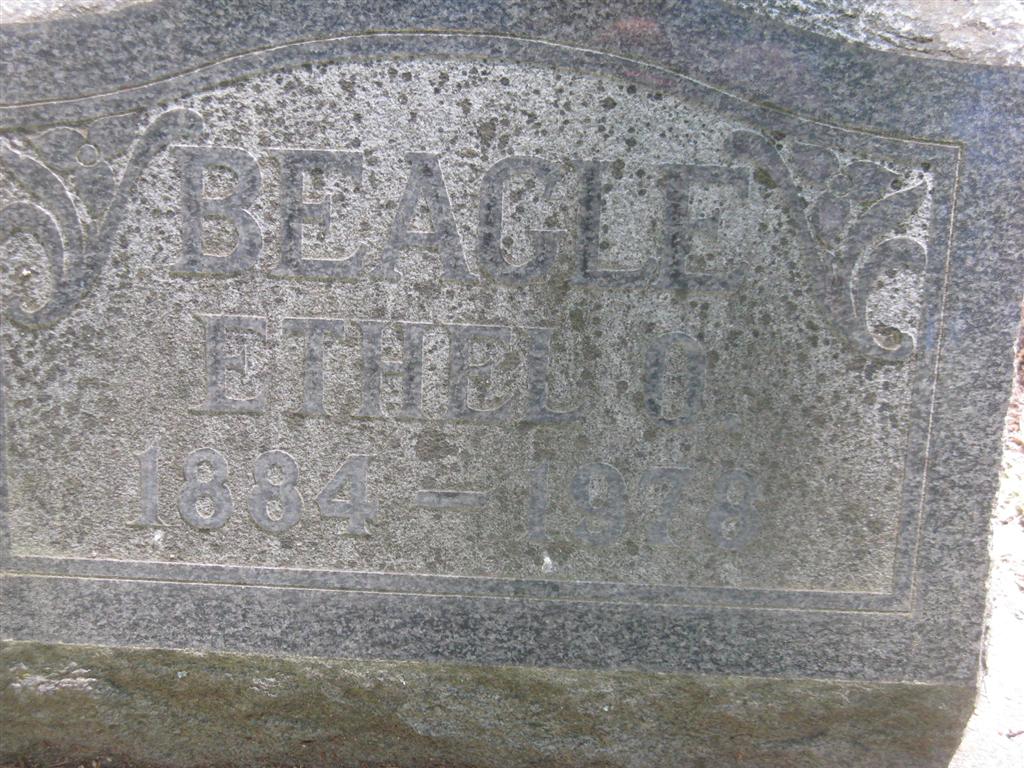 BEAGLE
ETHEL O.
1884 – 1978